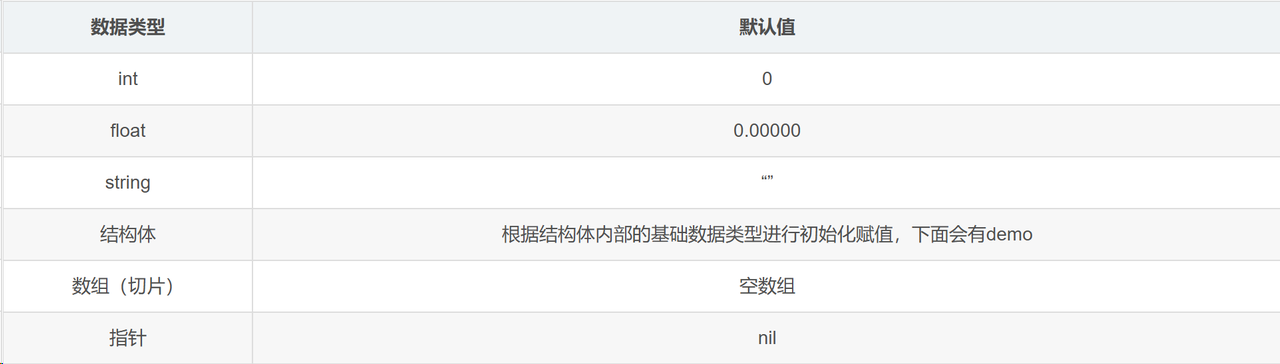 数据类型 默认值
int 0
float 0.00000
string “”
结构体 根据结构体内部的基础数据类型进行初始化赋值，下面会有demo
数组（切片） 空数组
指针 nil